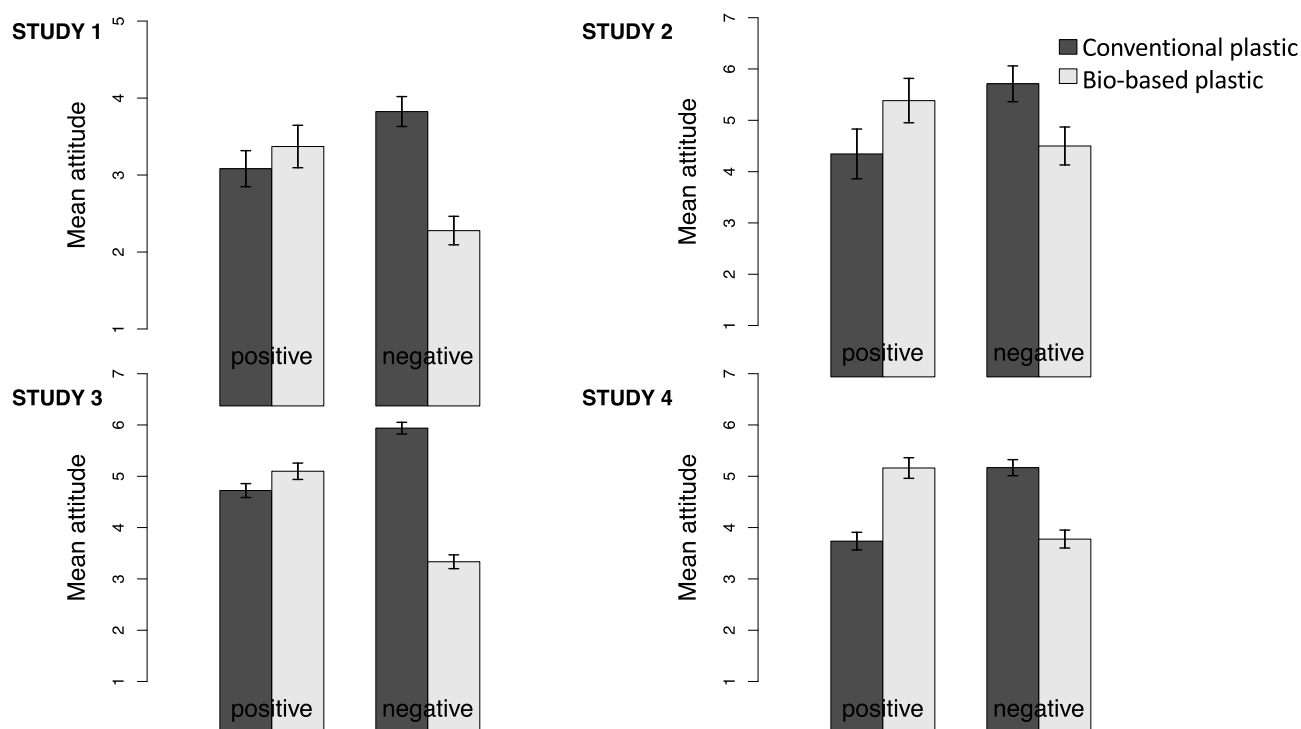 STUDY 1
Mean attitude
5
4
3
2
1
positive negative
STUDY 2
Mean attitude
7
6
5
4
3
2
1
positive negative
Conventional plastic
Bio-based plastic
STUDY 3
Mean attitude
7
6
5
4
3
2
1
positive negative
STUDY 4
Mean attitude
7
6
5
4
3
2
1
positive negative